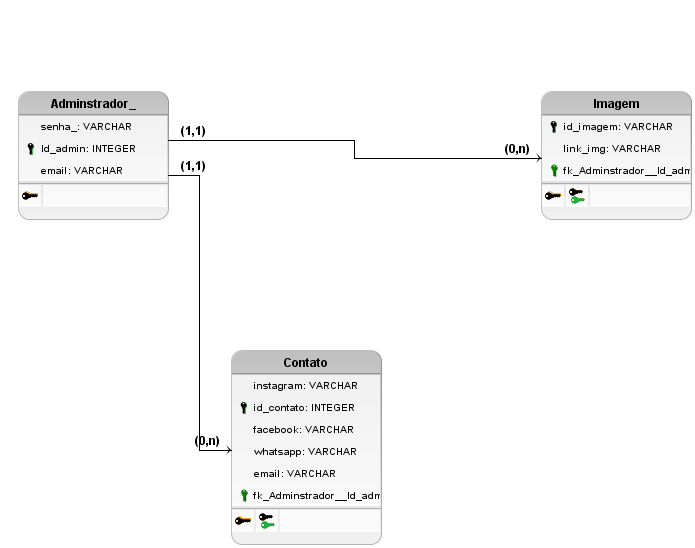 Adminstrador_
senha_: VARCHAR
Id_admin: INTEGER
email: VARCHAR
(1,1)
(1,1)
(0,n)
Imagem
id_imagem: VARCHAR
link_img: VARCHAR
fk_Adminstrador__Id_adm
(0,n)
Contato
instagram: VARCHAR
id_contato: INTEGER
facebook: VARCHAR
whatsapp: VARCHAR
email: VARCHAR
fk_Adminstrador__Id_adm